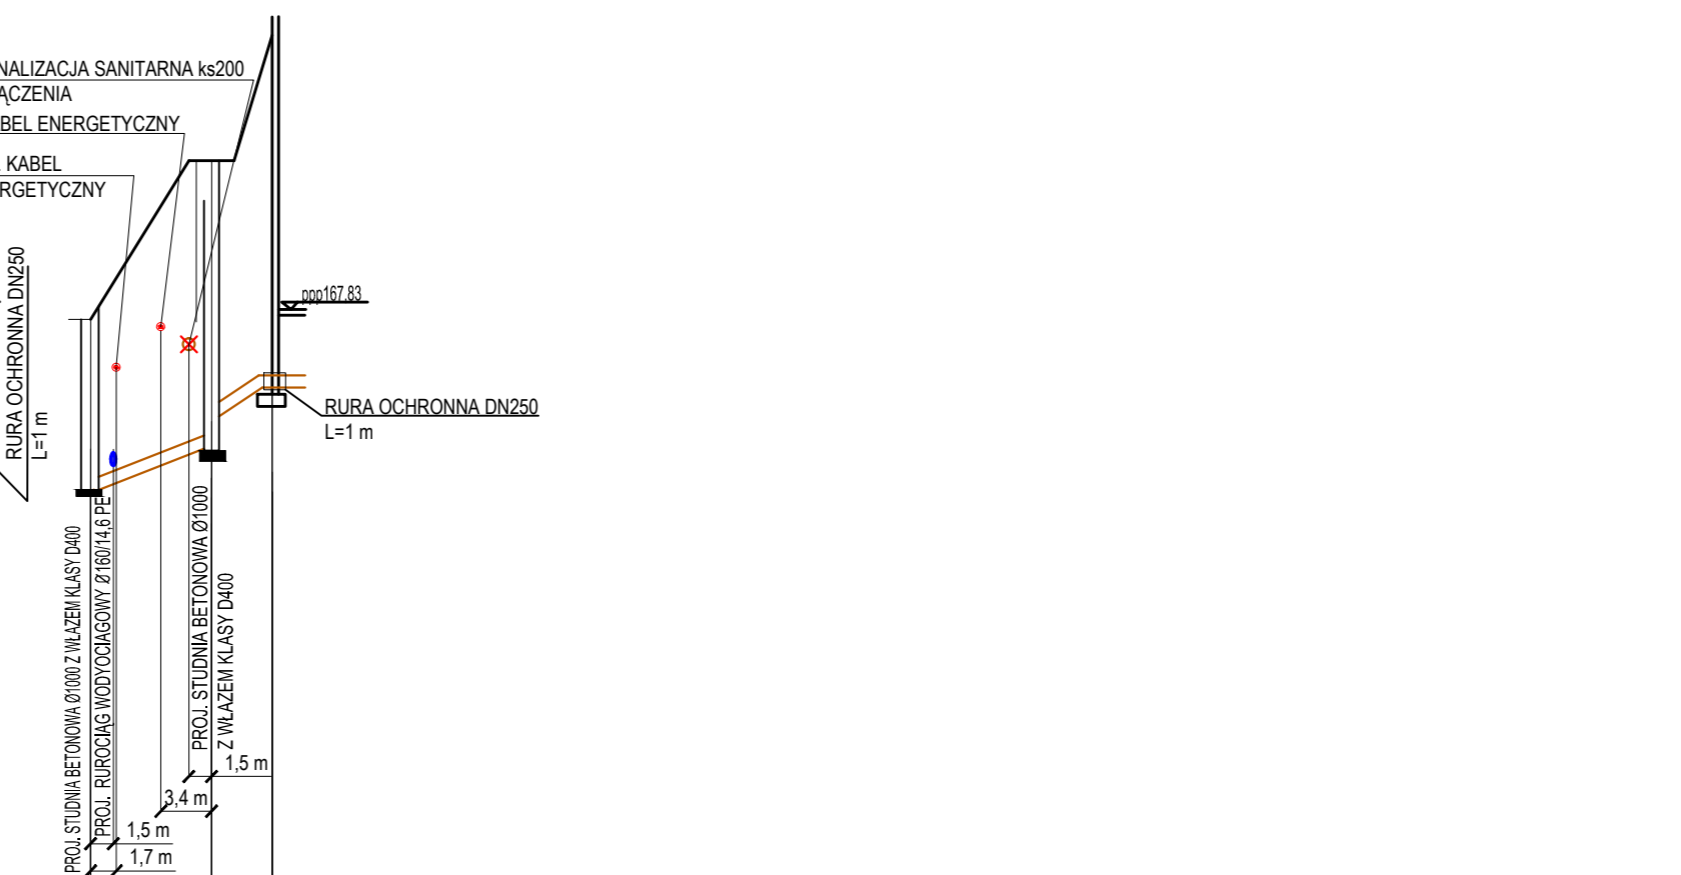 NALIZACJA SANITARNA ks200
ĄCZENIA
BEL ENERGETYCZNY
KABEL
RGETYCZNY
RURA OCHRONNA DN250
L=1 m
ppp167.83
RURA OCHRONNA DN250
L=1 m
PROJ. STUDNIA BETONOWA Ø1000 Z WŁAZEM KLASY D400
PROJ. RUROCIĄG WODYOCIAGOWY Ø160/14,6 PE
PROJ. STUDNIA BETONOWA Ø1000
Z WŁAZEM KLASY D400
1,5 m
3,4 m
1,5 m
1,7 m